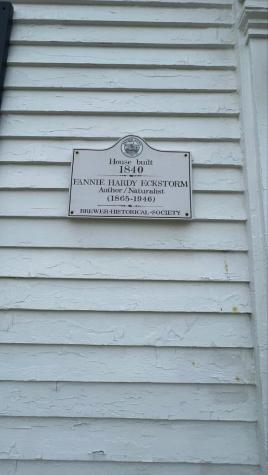 House built
1840
FANNIE HARDY ECKSTORM
Author/Naturalist
(1865-1946)
BREWER·HISTORICAL·SOCIETY